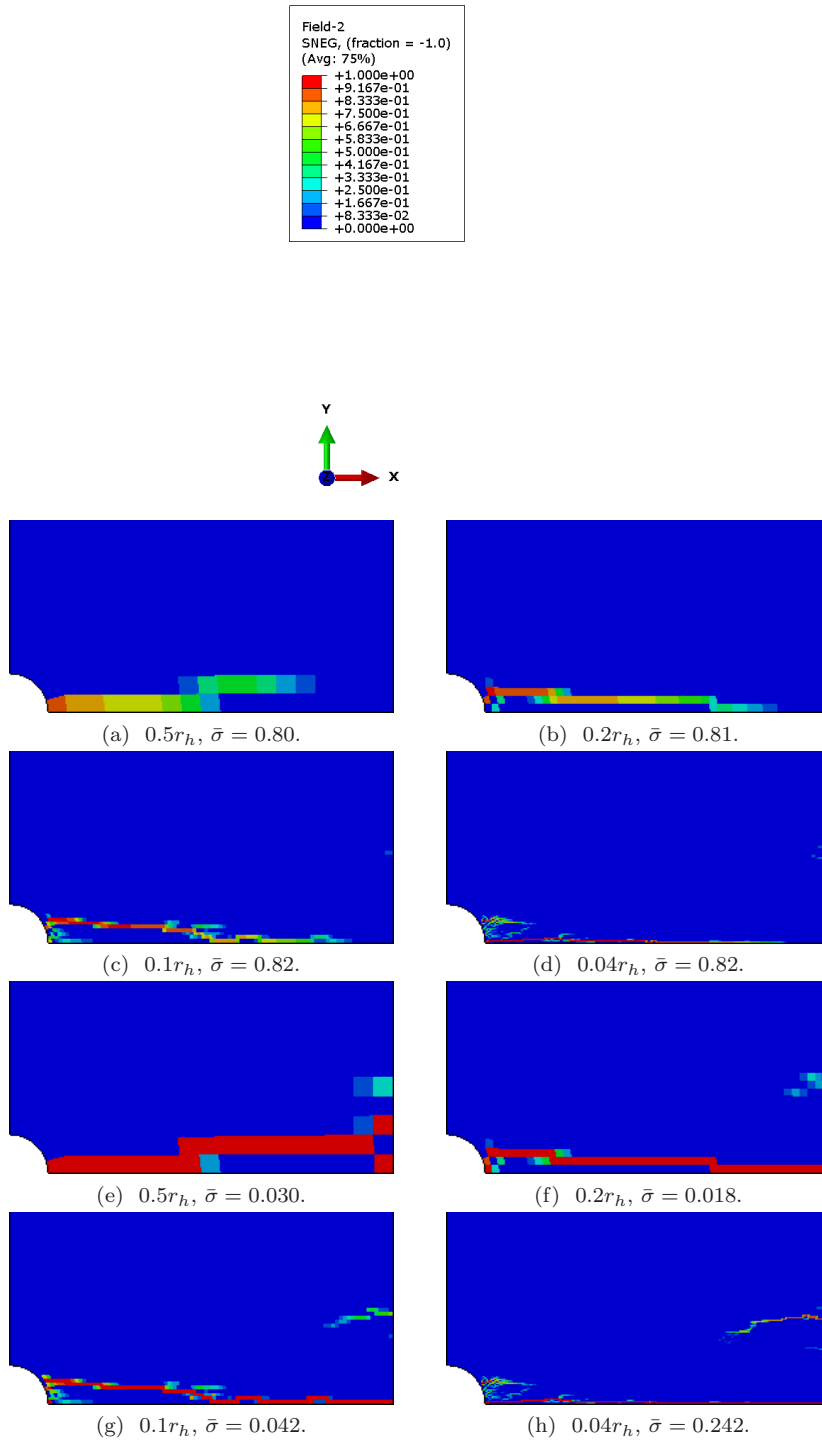 Field-2
SNEG, (fraction = -1.0)
(Avg: 75%)
+1.000e+00
+9.167e-01
+8.333e-01
+7.500e-01
+6.667e-01
+5.833e-01
+5.000e-01
+4.167e-01
+3.333e-01
+2.500e-01
+1.667e-01
+8.333e-02
+0.000e+00
Y
Z X
(a) 0.5r_h, σ̄ = 0.80.
(b) 0.2r_h, σ̄ = 0.81.
(c) 0.1r_h, σ̄ = 0.82.
(d) 0.04r_h, σ̄ = 0.82.
(e) 0.5r_h, σ̄ = 0.030.
(f) 0.2r_h, σ̄ = 0.018.
(g) 0.1r_h, σ̄ = 0.042.
(h) 0.04r_h, σ̄ = 0.242.